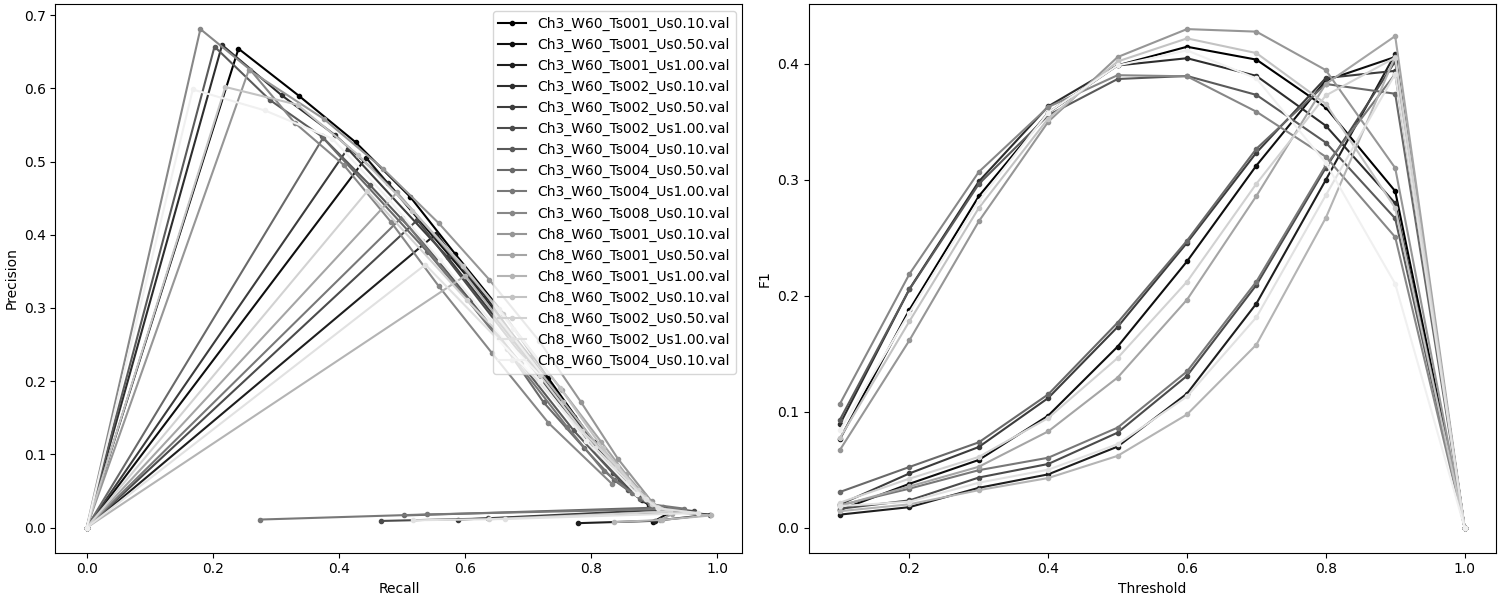 0.7
0.6
0.5
0.4
0.3
0.2
0.1
0.0
Precision
0.0 0.2 0.4 0.6 0.8 1.0
Recall
Ch3_W60_Ts001_Us0.10.val
Ch3_W60_Ts001_Us0.50.val
Ch3_W60_Ts001_Us1.00.val
Ch3_W60_Ts002_Us0.10.val
Ch3_W60_Ts002_Us0.50.val
Ch3_W60_Ts002_Us1.00.val
Ch3_W60_Ts004_Us0.10.val
Ch3_W60_Ts004_Us0.50.val
Ch3_W60_Ts004_Us1.00.val
Ch3_W60_Ts008_Us0.10.val
Ch8_W60_Ts001_Us0.10.val
Ch8_W60_Ts001_Us0.50.val
Ch8_W60_Ts001_Us1.00.val
Ch8_W60_Ts002_Us0.10.val
Ch8_W60_Ts002_Us0.50.val
Ch8_W60_Ts002_Us1.00.val
Ch8_W60_Ts004_Us0.10.val
0.4
0.3
0.2
0.1
0.0
F1
0.2 0.4 0.6 0.8 1.0
Threshold